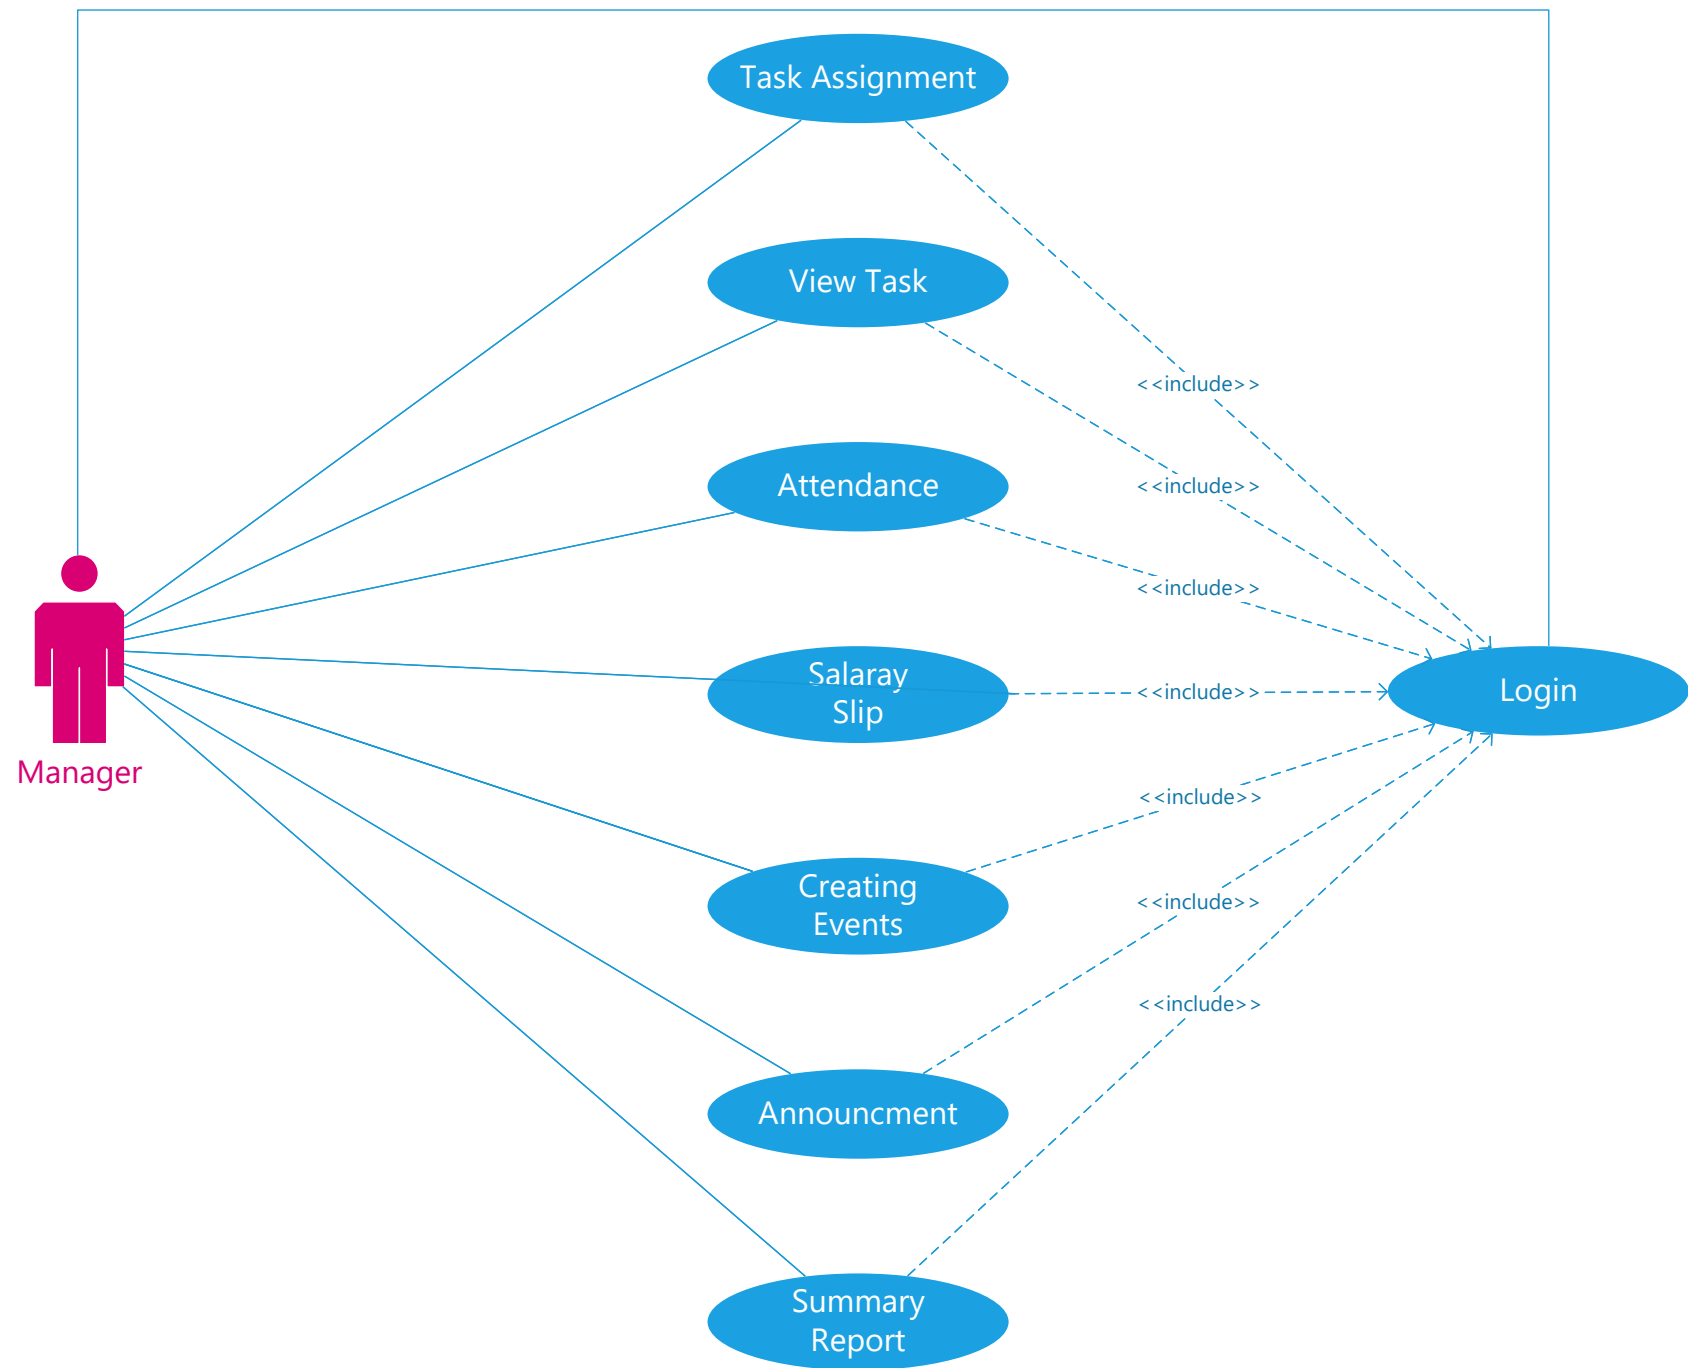 Task Assignment
View Task
<<include>>
Attendance
<<include>>
<<include>>
Salaray
Slip
<<include>>
Login
Manager
<<include>>
Creating
Events
<<include>>
<<include>>
Announcment
Summary
Report